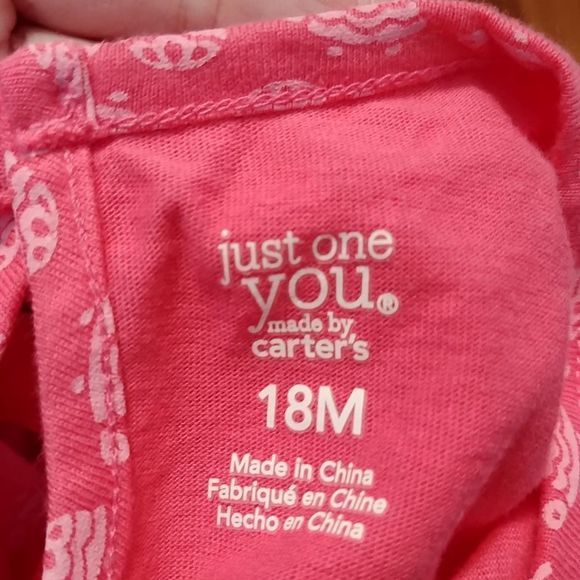 just one
you®
made by
carter's
18M
Made in China
Fabriqué en Chine
Hecho en China